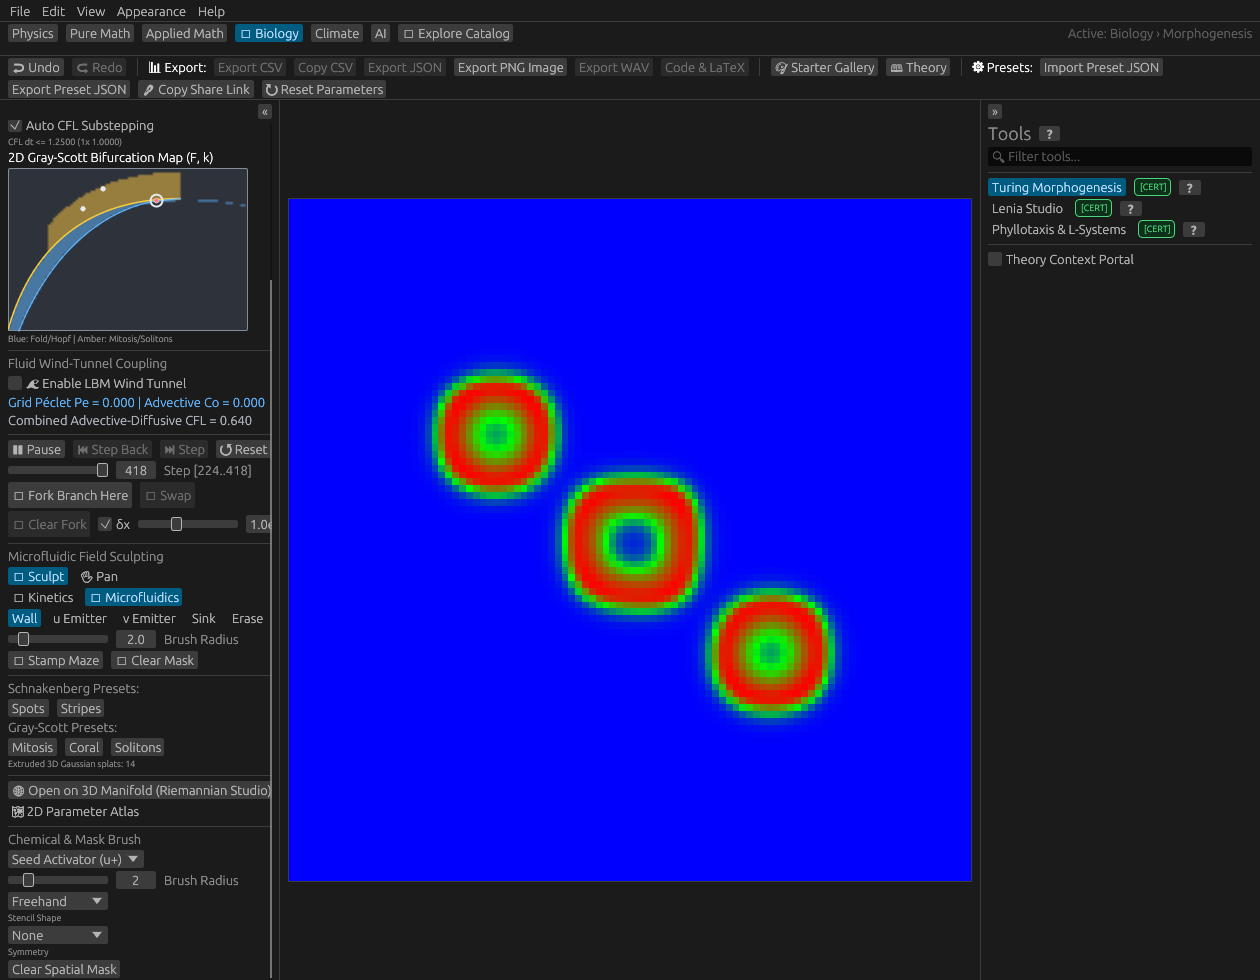 File Edit View Appearance Help
Physics Pure Math Applied Math Biology Climate AI Explore Catalog Active: Biology › Morphogenesis
Undo Redo Export: Export CSV Copy CSV Export JSON Export PNG Image Export WAV Code & LaTeX Starter Gallery Theory Presets: Import Preset JSON
Export Preset JSON Copy Share Link Reset Parameters
«
Auto CFL Substepping
CFL dt <= 1.2500 (1x 1.0000)
2D Gray-Scott Bifurcation Map (F, k)
Blue: Fold/Hopf | Amber: Mitosis/Solitons
Fluid Wind-Tunnel Coupling
Enable LBM Wind Tunnel
Grid Péclet Pe = 0.000 | Advective Co = 0.000
Combined Advective-Diffusive CFL = 0.640
Pause Step Back Step Reset
418 Step [224..418]
Fork Branch Here Swap
Clear Fork δx 1.0e
Microfluidic Field Sculpting
Sculpt Pan
Kinetics Microfluidics
Wall u Emitter v Emitter Sink Erase
2.0 Brush Radius
Stamp Maze Clear Mask
Schnakenberg Presets:
Spots Stripes
Gray-Scott Presets:
Mitosis Coral Solitons
Extruded 3D Gaussian splats: 14
Open on 3D Manifold (Riemannian Studio)
2D Parameter Atlas
Chemical & Mask Brush
Seed Activator (u+)
2 Brush Radius
Freehand
Stencil Shape
None
Symmetry
Clear Spatial Mask
»
Tools ?
Filter tools...
Turing Morphogenesis [CERT] ?
Lenia Studio [CERT] ?
Phyllotaxis & L-Systems [CERT] ?
Theory Context Portal